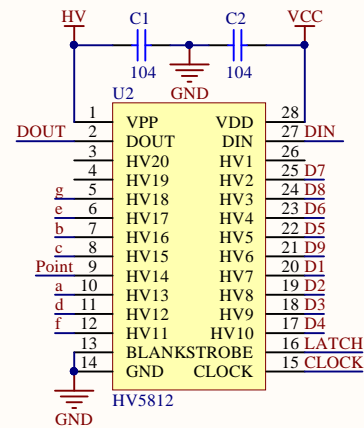 HV C1 C2 VCC
104 104
GND
U2
1 VPP VDD 28
DOUT 2 DOUT DIN 27 DIN
3 HV20 HV1 26
4 HV19 HV2 25 D7
g 5 HV18 HV3 24 D8
e 6 HV17 HV4 23 D6
b 7 HV16 HV5 22 D5
c 8 HV15 HV6 21 D9
Point 9 HV14 HV7 20 D1
a 10 HV13 HV8 19 D2
d 11 HV12 HV9 18 D3
f 12 HV11 HV10 17 D4
13 BLANK STROBE 16 LATCH
14 GND CLOCK 15 CLOCK
GND HV5812